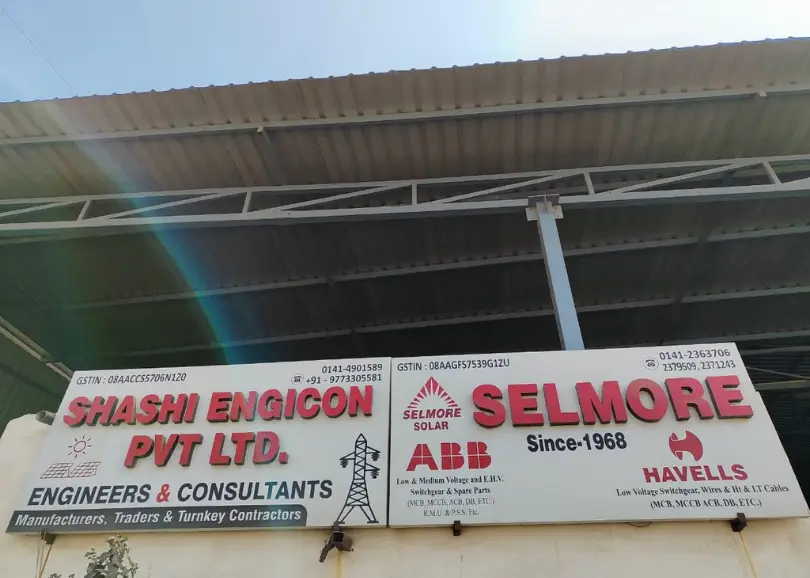 GSTIN : 08AACCS5706N1Z0
0141-4901589
+91 - 9773305581
SHASHI ENGICON
PVT LTD.
ENGINEERS & CONSULTANTS
Manufacturers, Traders & Turnkey Contractors
GSTIN : 08AAGFS7539G1ZU
0141-2363706
2379509, 2371243
SELMORE
SOLAR
SELMORE
Since-1968
ABB
Low & Medium Voltage and E.H.V.
Switchgear & Spare Parts
(MCB, MCCB, ACB, DB, ETC.)
R.M.U. & P.S.S. Etc.
HAVELLS
Low Voltage Switchgear, Wires & Ht & LT Cables
(MCB, MCCB ACB, DB, ETC.)